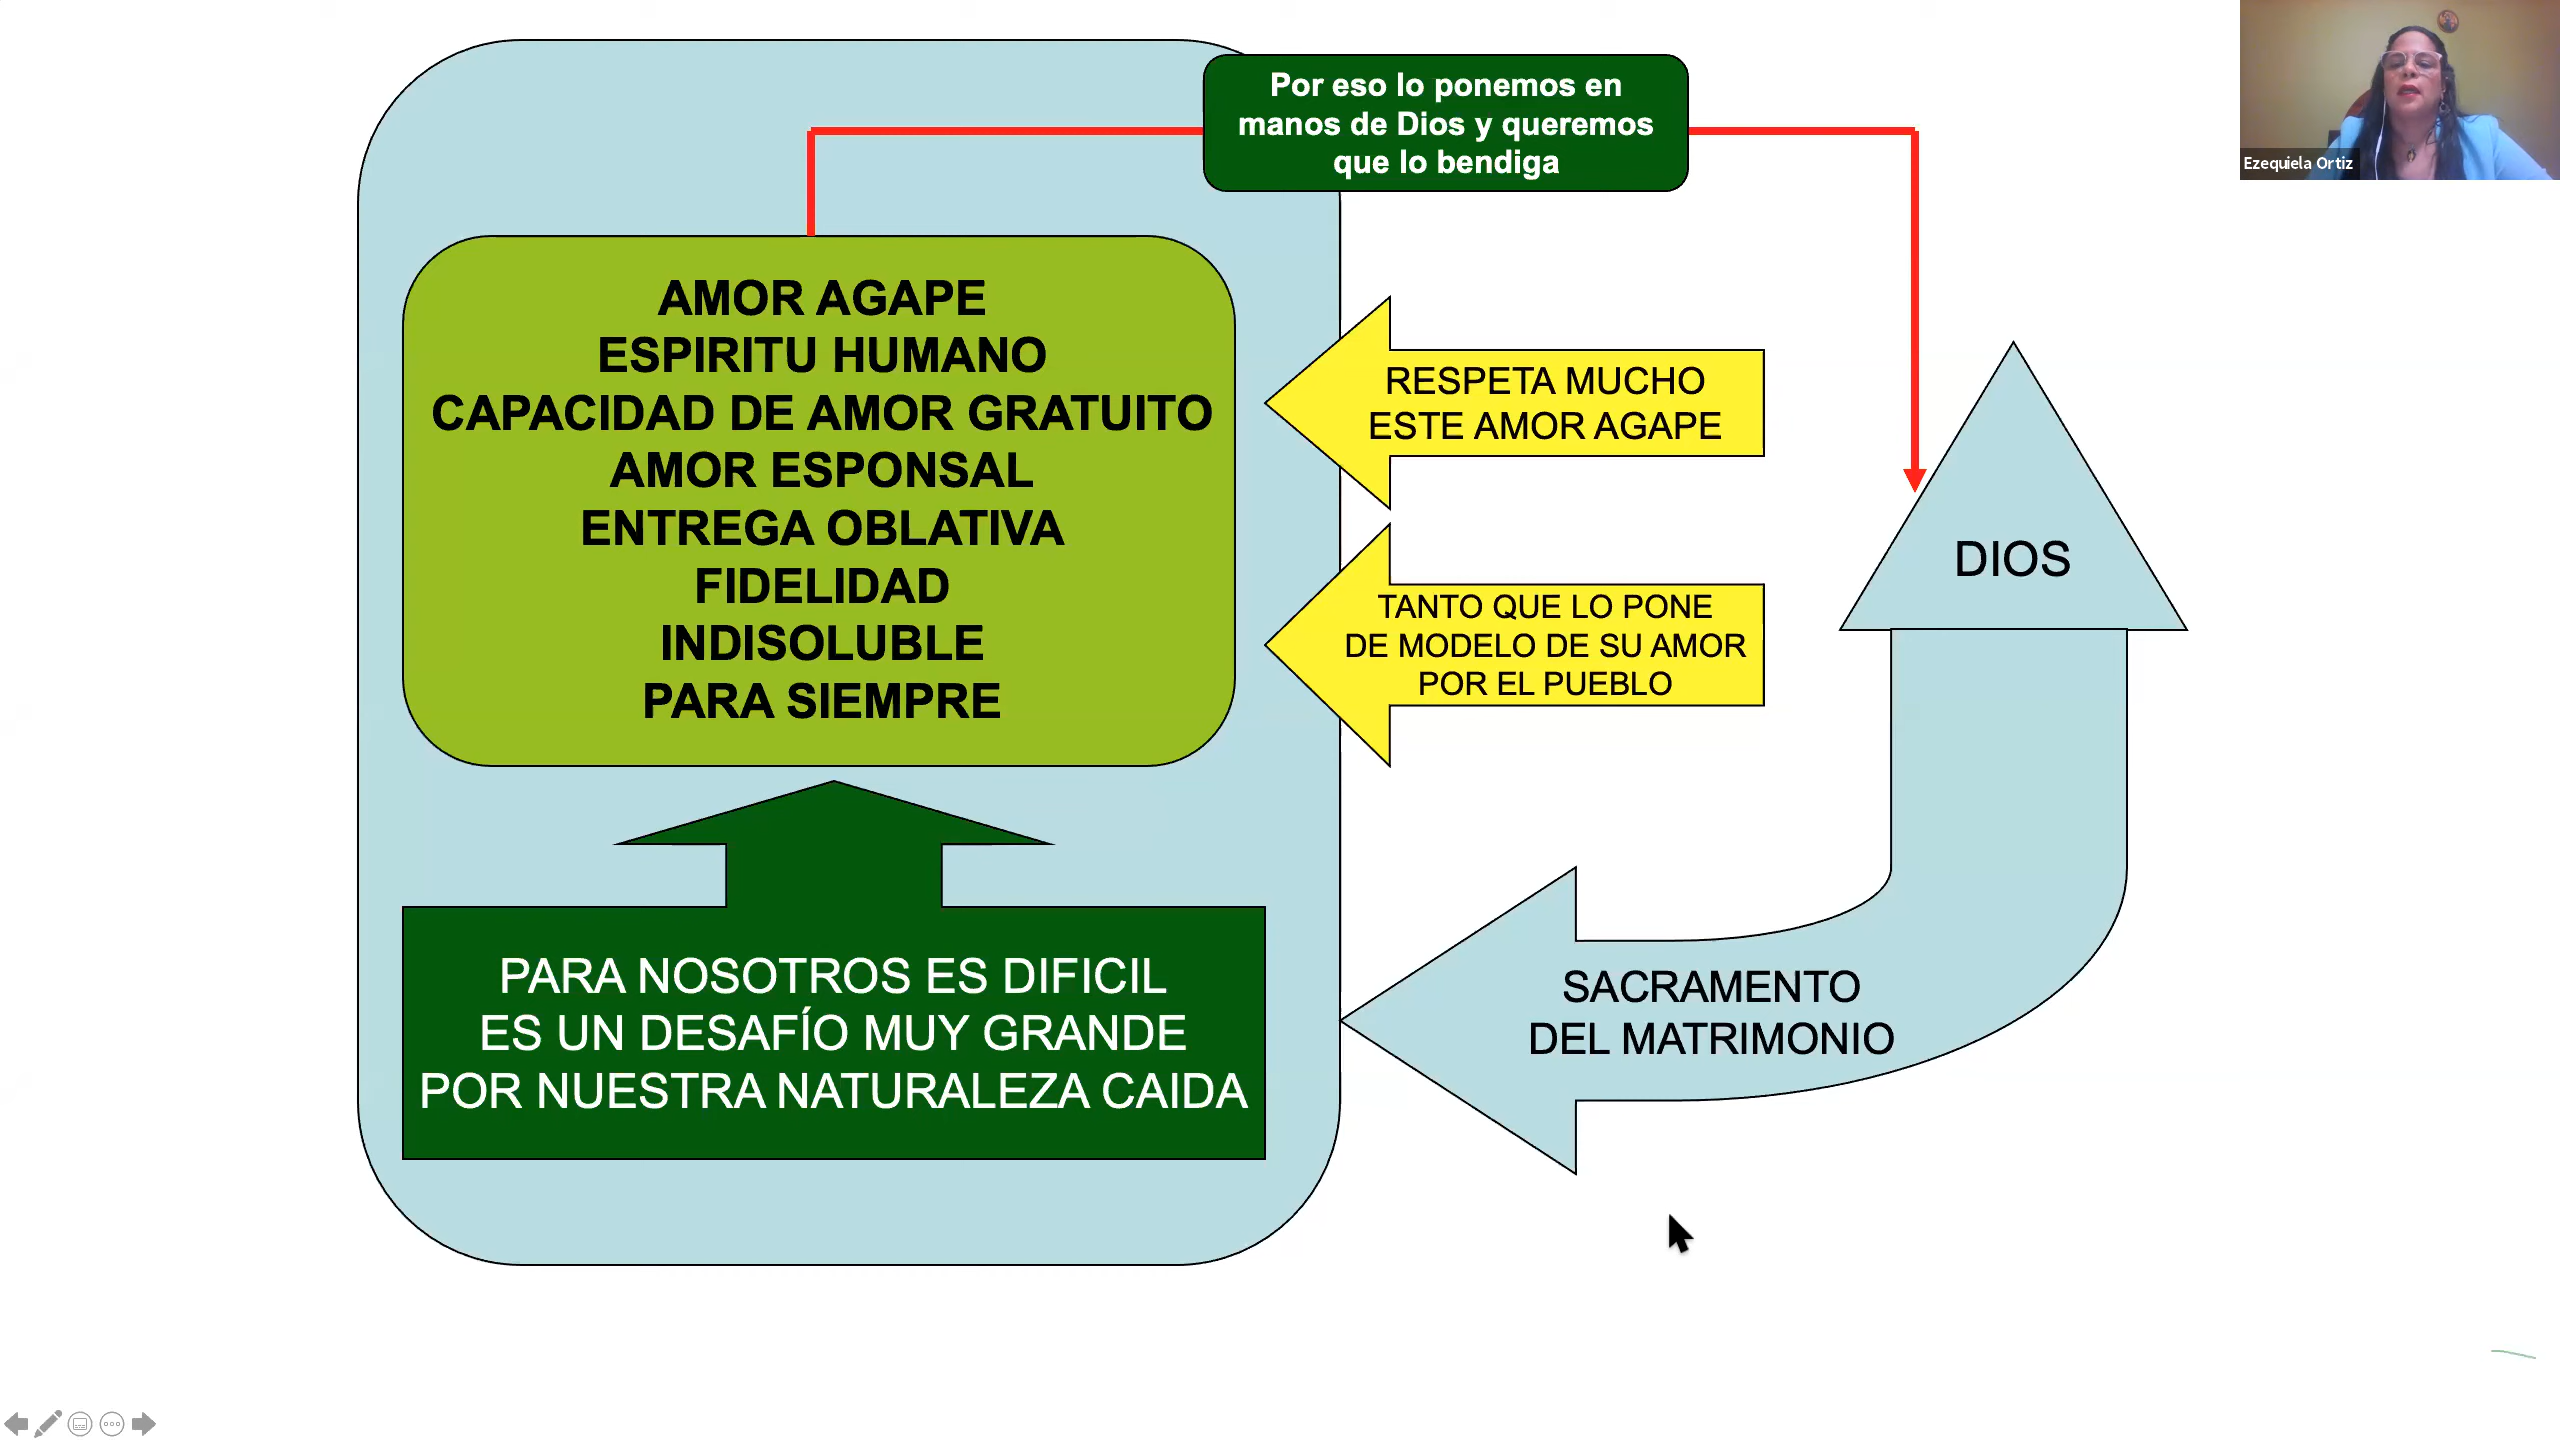 Por eso lo ponemos en
manos de Dios y queremos
que lo bendiga
Ezequiela Ortiz
AMOR AGAPE
ESPIRITU HUMANO
CAPACIDAD DE AMOR GRATUITO
AMOR ESPONSAL
ENTREGA OBLATIVA
FIDELIDAD
INDISOLUBLE
PARA SIEMPRE
RESPETA MUCHO
ESTE AMOR AGAPE
TANTO QUE LO PONE
DE MODELO DE SU AMOR
POR EL PUEBLO
DIOS
PARA NOSOTROS ES DIFICIL
ES UN DESAFÍO MUY GRANDE
POR NUESTRA NATURALEZA CAIDA
SACRAMENTO
DEL MATRIMONIO